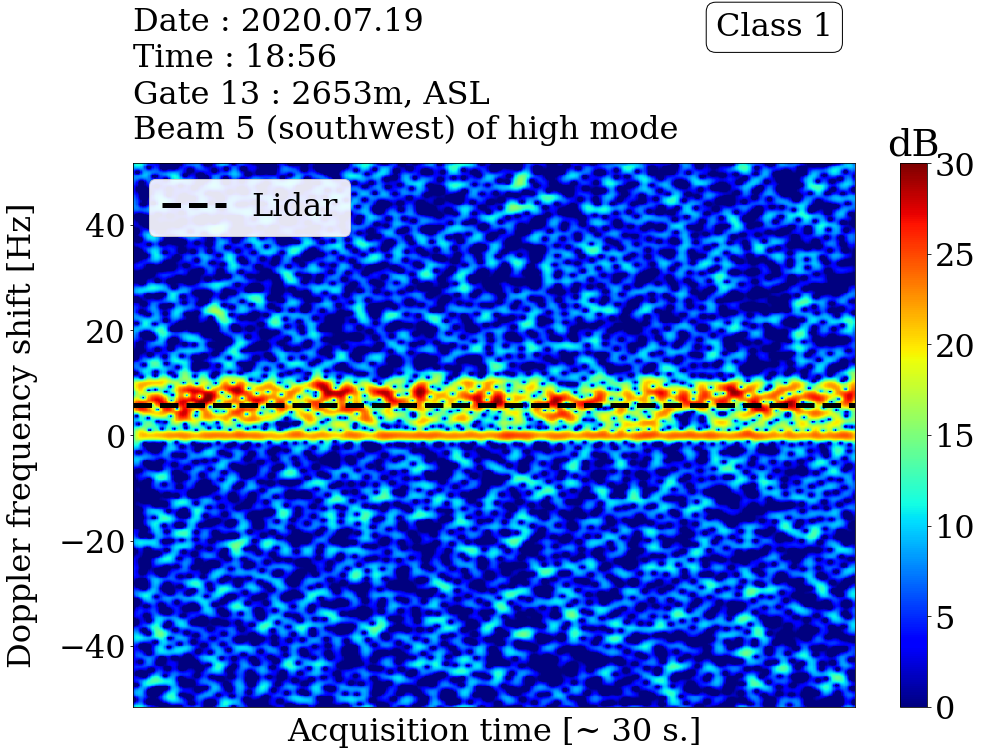 Date : 2020.07.19
Time : 18:56
Gate 13 : 2653m, ASL
Beam 5 (southwest) of high mode
Class 1
dB
Lidar
Doppler frequency shift [Hz]
40
20
0
−20
−40
30
25
20
15
10
5
0
Acquisition time [~ 30 s.]